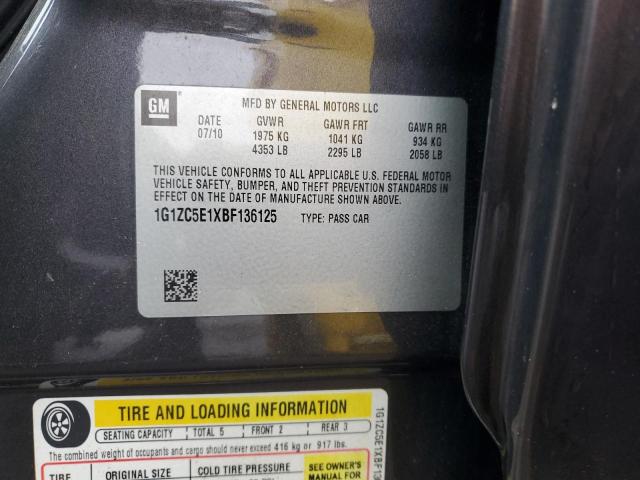 GM
MFD BY GENERAL MOTORS LLC
DATE GVWR GAWR FRT GAWR RR
07/10 1975 KG 1041 KG 934 KG
4353 LB 2295 LB 2058 LB
THIS VEHICLE CONFORMS TO ALL APPLICABLE U.S. FEDERAL MOTOR
VEHICLE SAFETY, BUMPER, AND THEFT PREVENTION STANDARDS IN
EFFECT ON THE DATE OF MANUFACTURE SHOWN ABOVE.
1G1ZC5E1XBF136125 TYPE: PASS CAR
TIRE AND LOADING INFORMATION
SEATING CAPACITY TOTAL 5 FRONT 2 REAR 3
The combined weight of occupants and cargo should never exceed 416 kg or 917 lbs.
TIRE ORIGINAL SIZE COLD TIRE PRESSURE SEE OWNER'S
MANUAL FOR
1G1ZC5E1XBF13